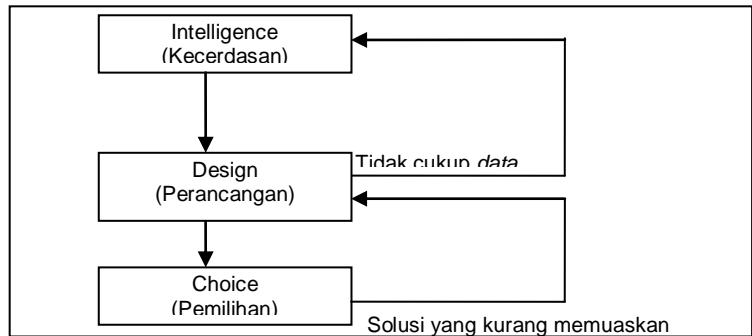 Intelligence
(Kecerdasan)
Tidak cukup data
Design
(Perancangan)
Choice
(Pemilihan)
Solusi yang kurang memuaskan